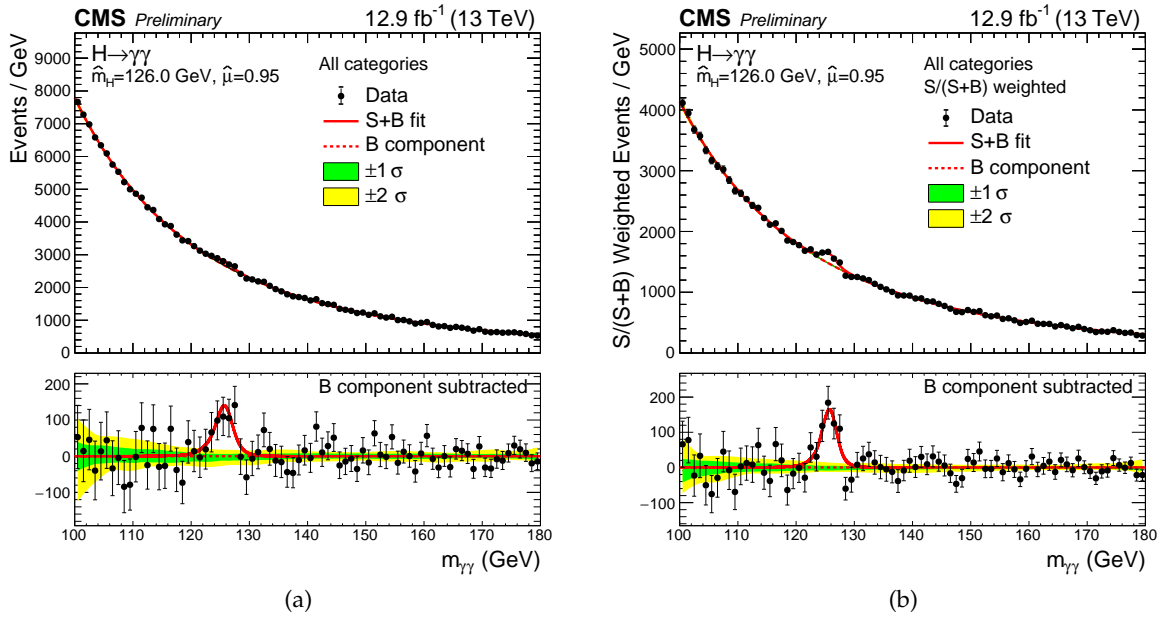 CMS Preliminary 12.9 fb⁻¹ (13 TeV)
Events / GeV
9000
8000
7000
6000
5000
4000
3000
2000
1000
0
H→γγ
m̂_H=126.0 GeV, μ̂=0.95
All categories
Data
S+B fit
B component
±1 σ
±2 σ
B component subtracted
200
100
0
−100
100 110 120 130 140 150 160 170 180
m_γγ (GeV)
(a)
CMS Preliminary 12.9 fb⁻¹ (13 TeV)
S/(S+B) Weighted Events / GeV
5000
4000
3000
2000
1000
0
H→γγ
m̂_H=126.0 GeV, μ̂=0.95
All categories
S/(S+B) weighted
Data
S+B fit
B component
±1 σ
±2 σ
B component subtracted
200
100
0
−100
100 110 120 130 140 150 160 170 180
m_γγ (GeV)
(b)